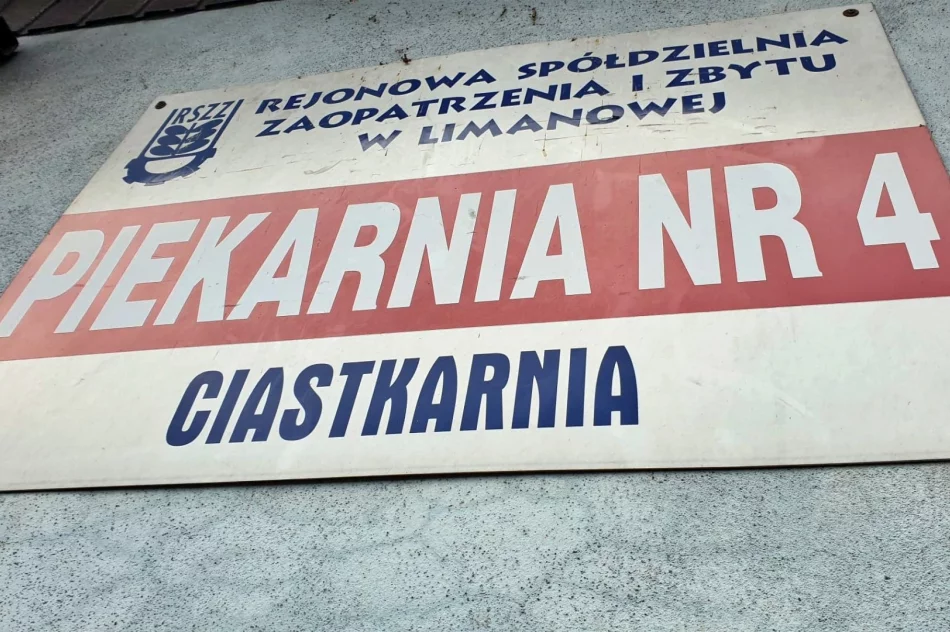 RSZZ
REJONOWA SPÓŁDZIELNIA
ZAOPATRZENIA I ZBYTU
W LIMANOWEJ
PIEKARNIA NR 4
CIASTKARNIA